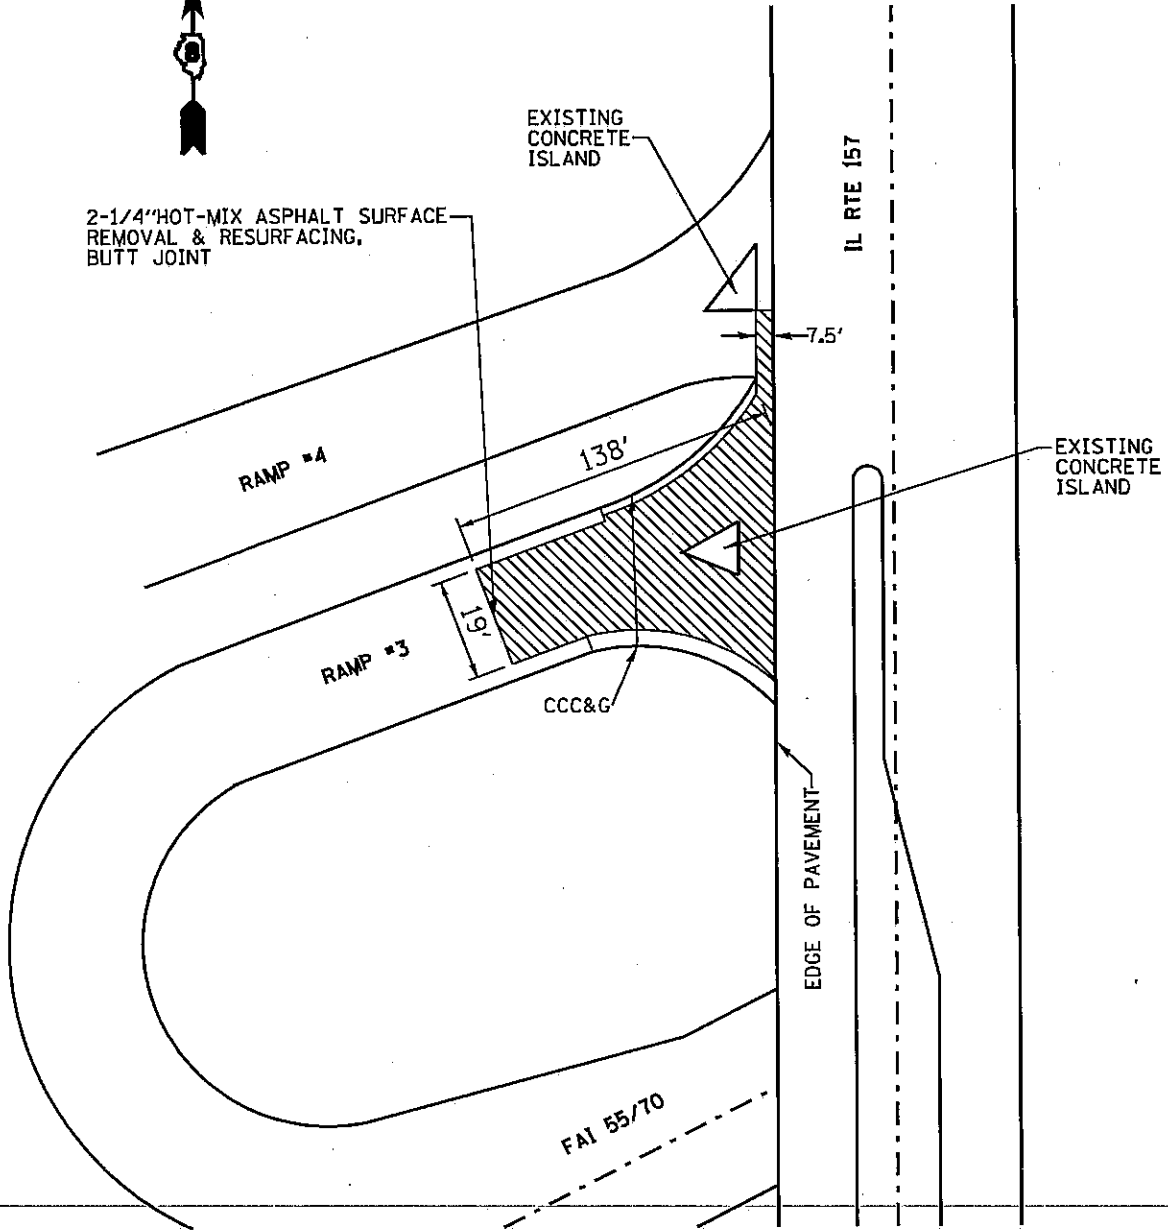 8
EXISTING
CONCRETE
ISLAND
IL RTE 157
2-1/4"HOT-MIX ASPHALT SURFACE
REMOVAL & RESURFACING,
BUTT JOINT
7.5'
138'
RAMP #4
EXISTING
CONCRETE
ISLAND
19'
RAMP #3
CCC&G
EDGE OF PAVEMENT
FAI 55/70